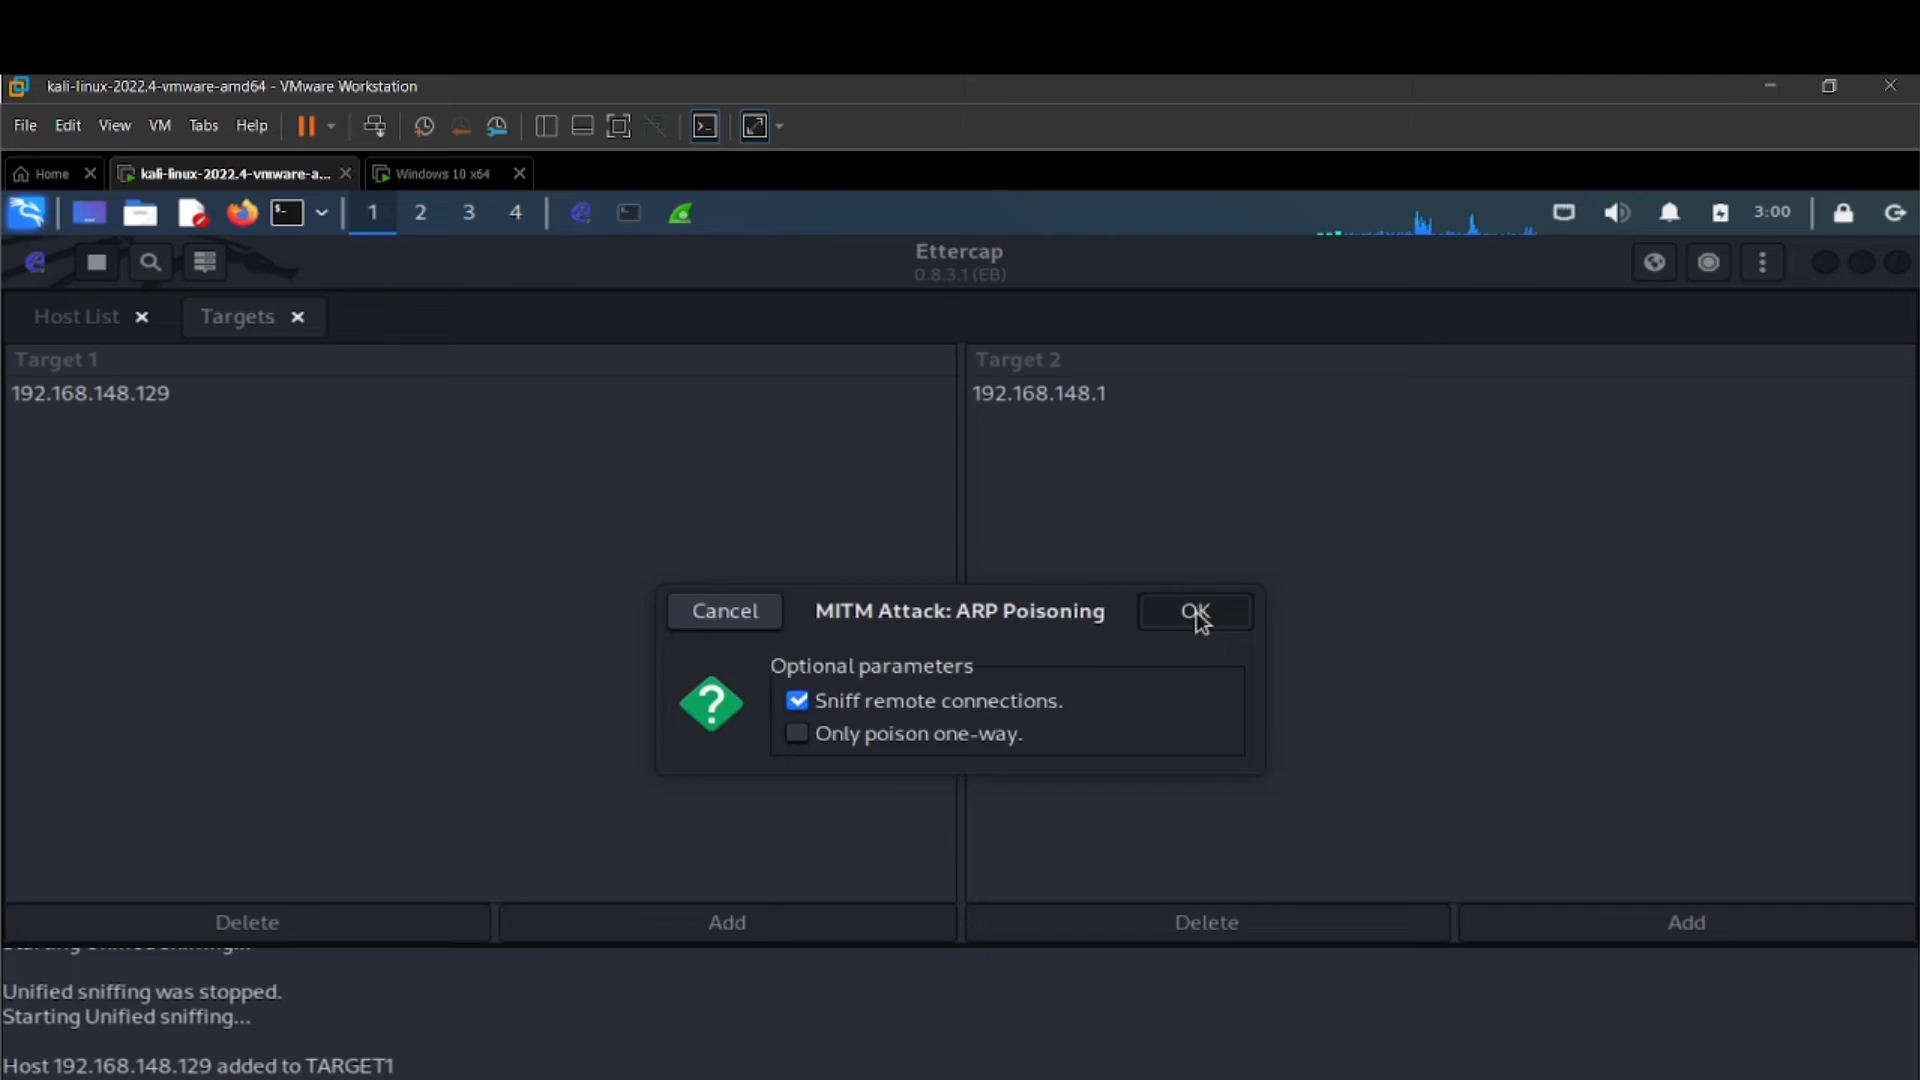 kali-linux-2022.4-vmware-amd64 - VMware Workstation
File Edit View VM Tabs Help
Home kali-linux-2022.4-vmware-a... Windows 10 x64
1 2 3 4 3:00
Ettercap
0.8.3.1 (EB)
Host List Targets
Target 1 Target 2
192.168.148.129 192.168.148.1
Cancel MITM Attack: ARP Poisoning OK
Optional parameters
Sniff remote connections.
Only poison one-way.
Delete Add Delete Add
Starting Unified sniffing...
Unified sniffing was stopped.
Starting Unified sniffing...
Host 192.168.148.129 added to TARGET1